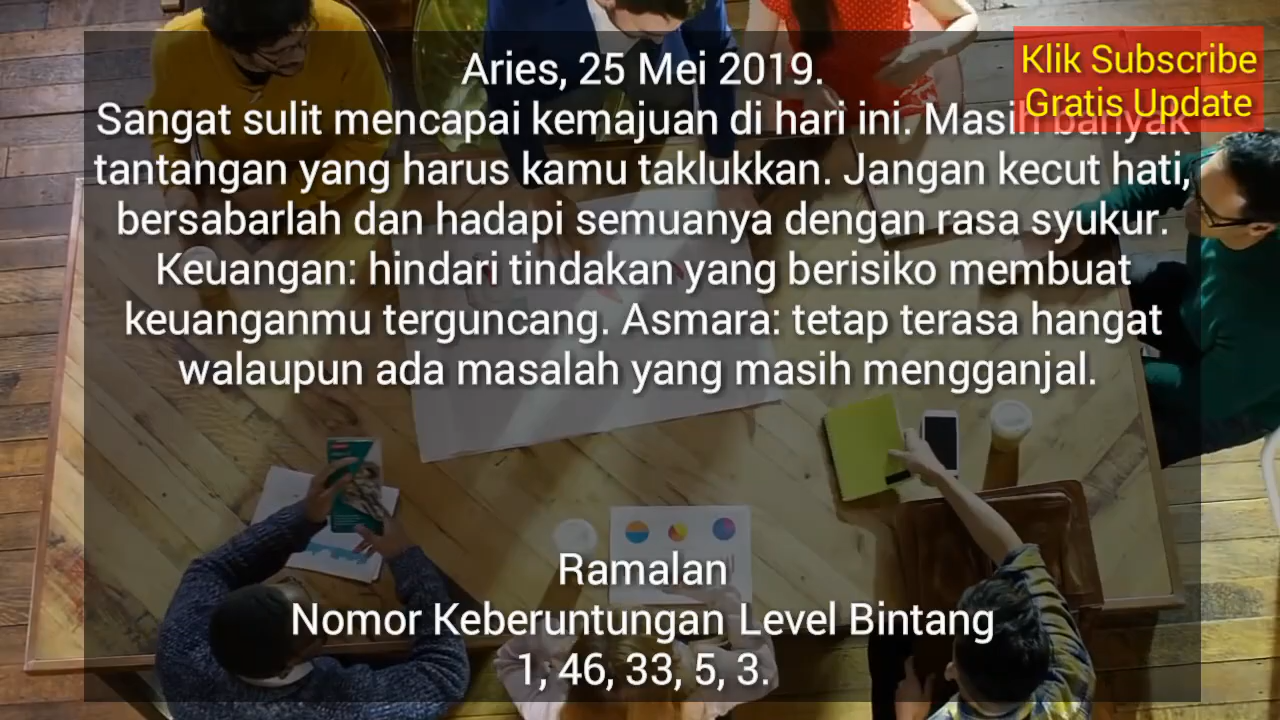 Aries, 25 Mei 2019.
Klik Subscribe
Gratis Update
Sangat sulit mencapai kemajuan di hari ini. Masih banyak
tantangan yang harus kamu taklukkan. Jangan kecut hati,
bersabarlah dan hadapi semuanya dengan rasa syukur.
Keuangan: hindari tindakan yang berisiko membuat
keuanganmu terguncang. Asmara: tetap terasa hangat
walaupun ada masalah yang masih mengganjal.
Ramalan
Nomor Keberuntungan Level Bintang
1, 46, 33, 5, 3.